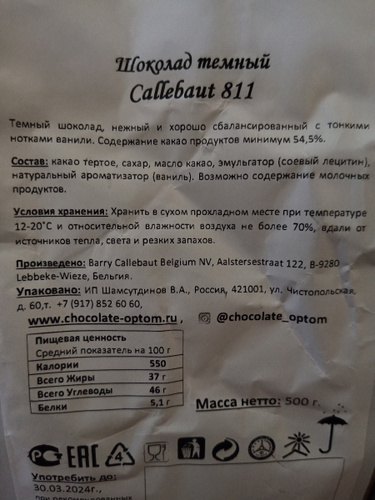 Шоколад темный
Callebaut 811
Темный шоколад, нежный и хорошо сбалансированный с тонкими
нотками ванили. Содержание какао продуктов минимум 54,5%.
Состав: какао тертое, сахар, масло какао, эмульгатор (соевый лецитин),
натуральный ароматизатор (ваниль). Возможно содержание молочных
продуктов.
Условия хранения: Хранить в сухом прохладном месте при температуре
12-20°С и относительной влажности воздуха не более 70%, вдали от
источников тепла, света и резких запахов.
Произведено: Barry Callebaut Belgium NV, Aalstersestraat 122, B-9280
Lebbeke-Wieze, Бельгия.
Упаковано: ИП Шамсутдинов В.А., Россия, 421001, ул. Чистопольская,
д. 60,т. +7 (917) 852 60 60,
www.chocolate-optom.ru , @chocolate_optom
Пищевая ценность
Средний показатель на 100 г
Калории 550
Всего Жиры 37 г
Всего Углеводы 46 г
Белки 5,1 г
Масса нетто: 500 г.
РС ЕАС 4
Употребить до:
30.03.2024г.,
при рекомендованных